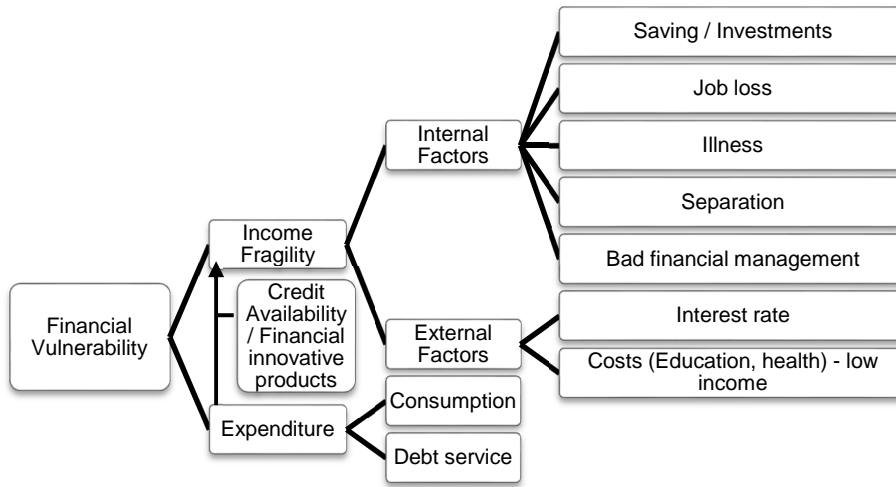 Financial
Vulnerability
Income
Fragility
Credit
Availability
/ Financial
innovative
products
Expenditure
Internal
Factors
External
Factors
Consumption
Debt service
Saving / Investments
Job loss
Illness
Separation
Bad financial management
Interest rate
Costs (Education, health) - low
income